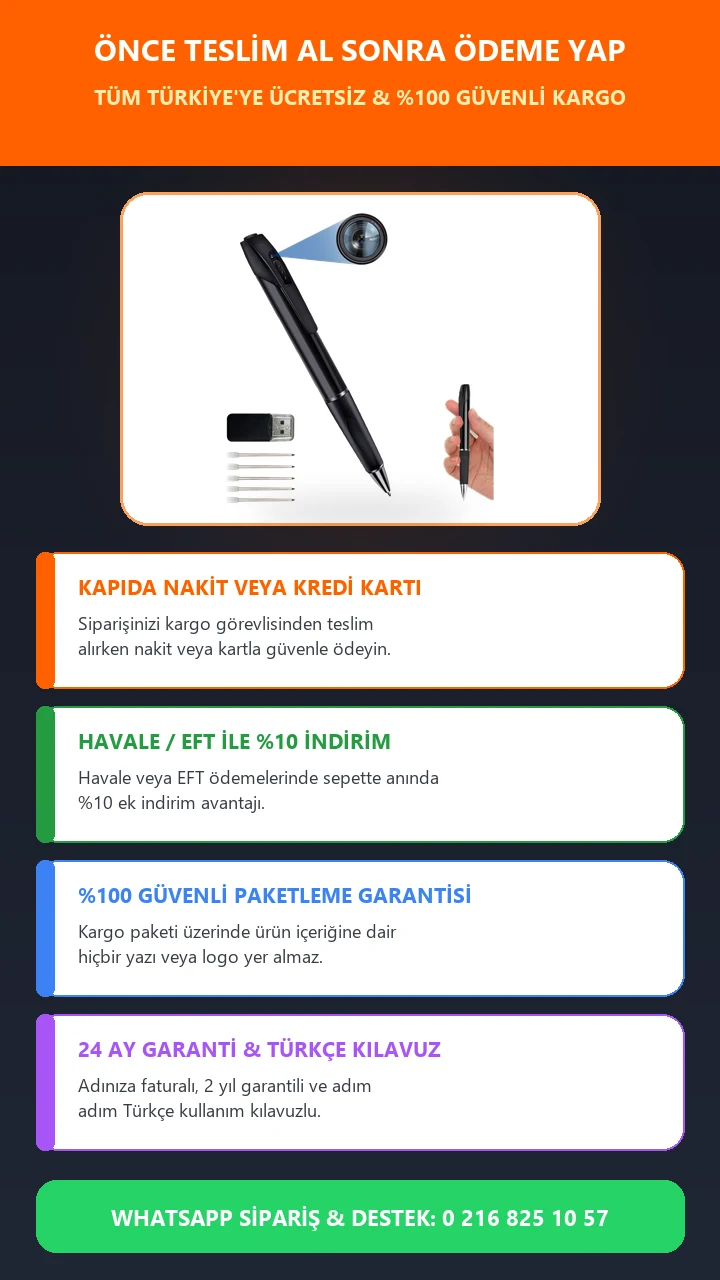 ÖNCE TESLİM AL SONRA ÖDEME YAP
TÜM TÜRKİYE'YE ÜCRETSİZ & %100 GÜVENLİ KARGO
KAPIDA NAKİT VEYA KREDİ KARTI
Siparişinizi kargo görevlisinden teslim
alırken nakit veya kartla güvenle ödeyin.
HAVALE / EFT İLE %10 İNDİRİM
Havale veya EFT ödemelerinde sepette anında
%10 ek indirim avantajı.
%100 GÜVENLİ PAKETLEME GARANTİSİ
Kargo paketi üzerinde ürün içeriğine dair
hiçbir yazı veya logo yer almaz.
24 AY GARANTİ & TÜRKÇE KILAVUZ
Adınıza faturalı, 2 yıl garantili ve adım
adım Türkçe kullanım kılavuzlu.
WHATSAPP SİPARİŞ & DESTEK: 0 216 825 10 57